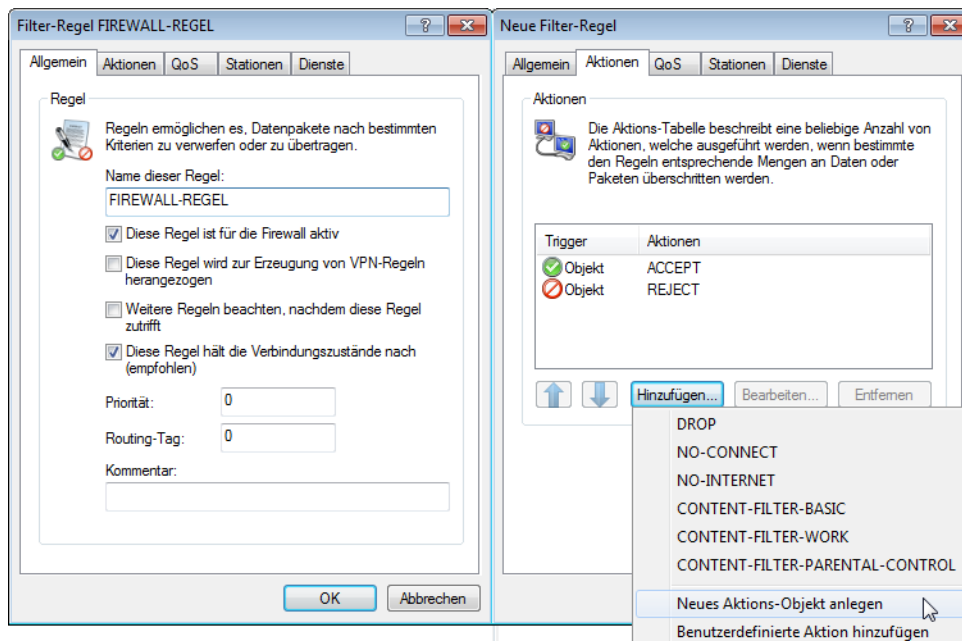 Filter-Regel FIREWALL-REGEL
Allgemein Aktionen QoS Stationen Dienste
Regel
Regeln ermöglichen es, Datenpakete nach bestimmten
Kriterien zu verwerfen oder zu übertragen.
Name dieser Regel:
FIREWALL-REGEL
Diese Regel ist für die Firewall aktiv
Diese Regel wird zur Erzeugung von VPN-Regeln
herangezogen
Weitere Regeln beachten, nachdem diese Regel
zutrifft
Diese Regel hält die Verbindungszustände nach
(empfohlen)
Priorität: 0
Routing-Tag: 0
Kommentar:
OK Abbrechen
Neue Filter-Regel
Allgemein Aktionen QoS Stationen Dienste
Aktionen
Die Aktions-Tabelle beschreibt eine beliebige Anzahl von
Aktionen, welche ausgeführt werden, wenn bestimmte
den Regeln entsprechende Mengen an Daten oder
Paketen überschritten werden.
Trigger Aktionen
Objekt ACCEPT
Objekt REJECT
Hinzufügen... Bearbeiten... Entfernen
DROP
NO-CONNECT
NO-INTERNET
CONTENT-FILTER-BASIC
CONTENT-FILTER-WORK
CONTENT-FILTER-PARENTAL-CONTROL
Neues Aktions-Objekt anlegen
Benutzerdefinierte Aktion hinzufügen